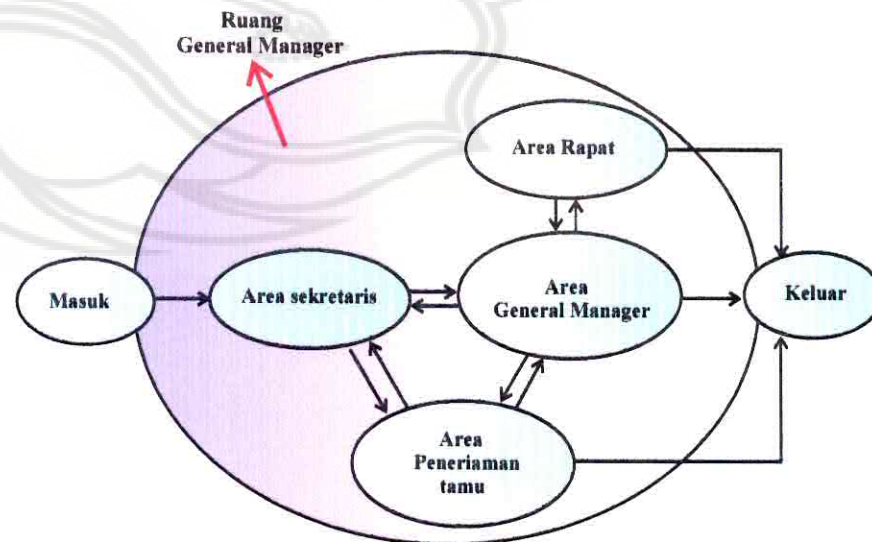 Ruang
General Manager
Area Rapat
Masuk
Area sekretaris
Area
General Manager
Keluar
Area
Peneriaman
tamu